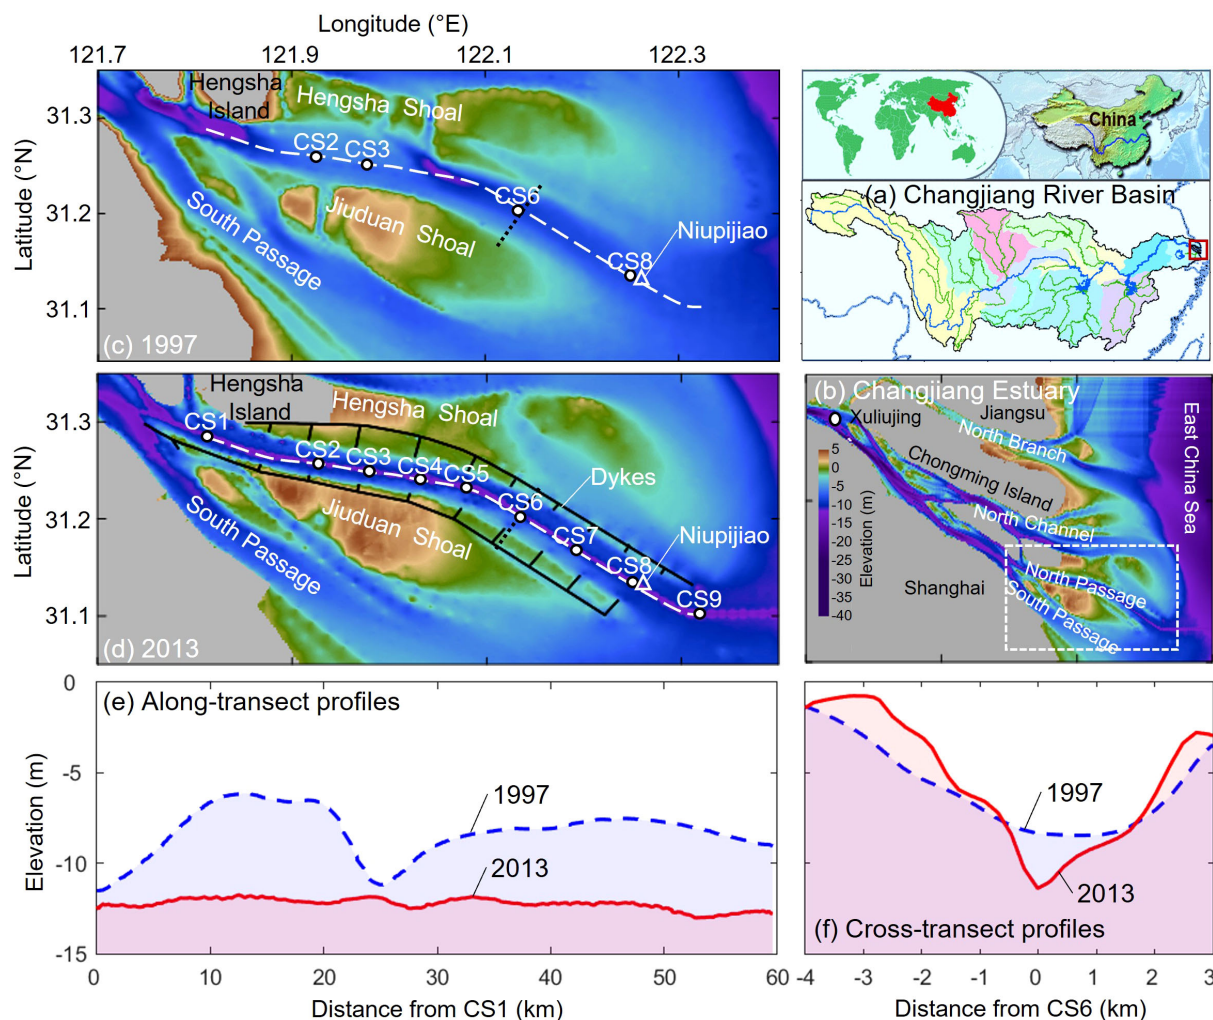 Longitude (°E)
121.7
121.9
122.1
122.3
Latitude (°N)
31.3
31.2
31.1
Hengsha
Island
Hengsha Shoal
CS2
CS3
CS6
CS8
Niupijiao
Jiuduan Shoal
South Passage
(c) 1997
China
(a) Changjiang River Basin
Latitude (°N)
31.3
31.2
31.1
Hengsha
Island
Hengsha Shoal
CS1
CS2
CS3
CS4
CS5
CS6
CS7
CS8
CS9
Dykes
Niupijiao
Jiuduan Shoal
South Passage
(d) 2013
(b) Changjiang Estuary
Xuliujing
Jiangsu
North Branch
Chongming Island
North Channel
North Passage
South Passage
Shanghai
East China Sea
5
0
-5
-10
-15
-20
-25
-30
-35
-40
Elevation (m)
(e) Along-transect profiles
1997
2013
Elevation (m)
0
-5
-10
-15
0
10
20
30
40
50
60
Distance from CS1 (km)
1997
2013
(f) Cross-transect profiles
-4
-3
-2
-1
0
1
2
3
Distance from CS6 (km)